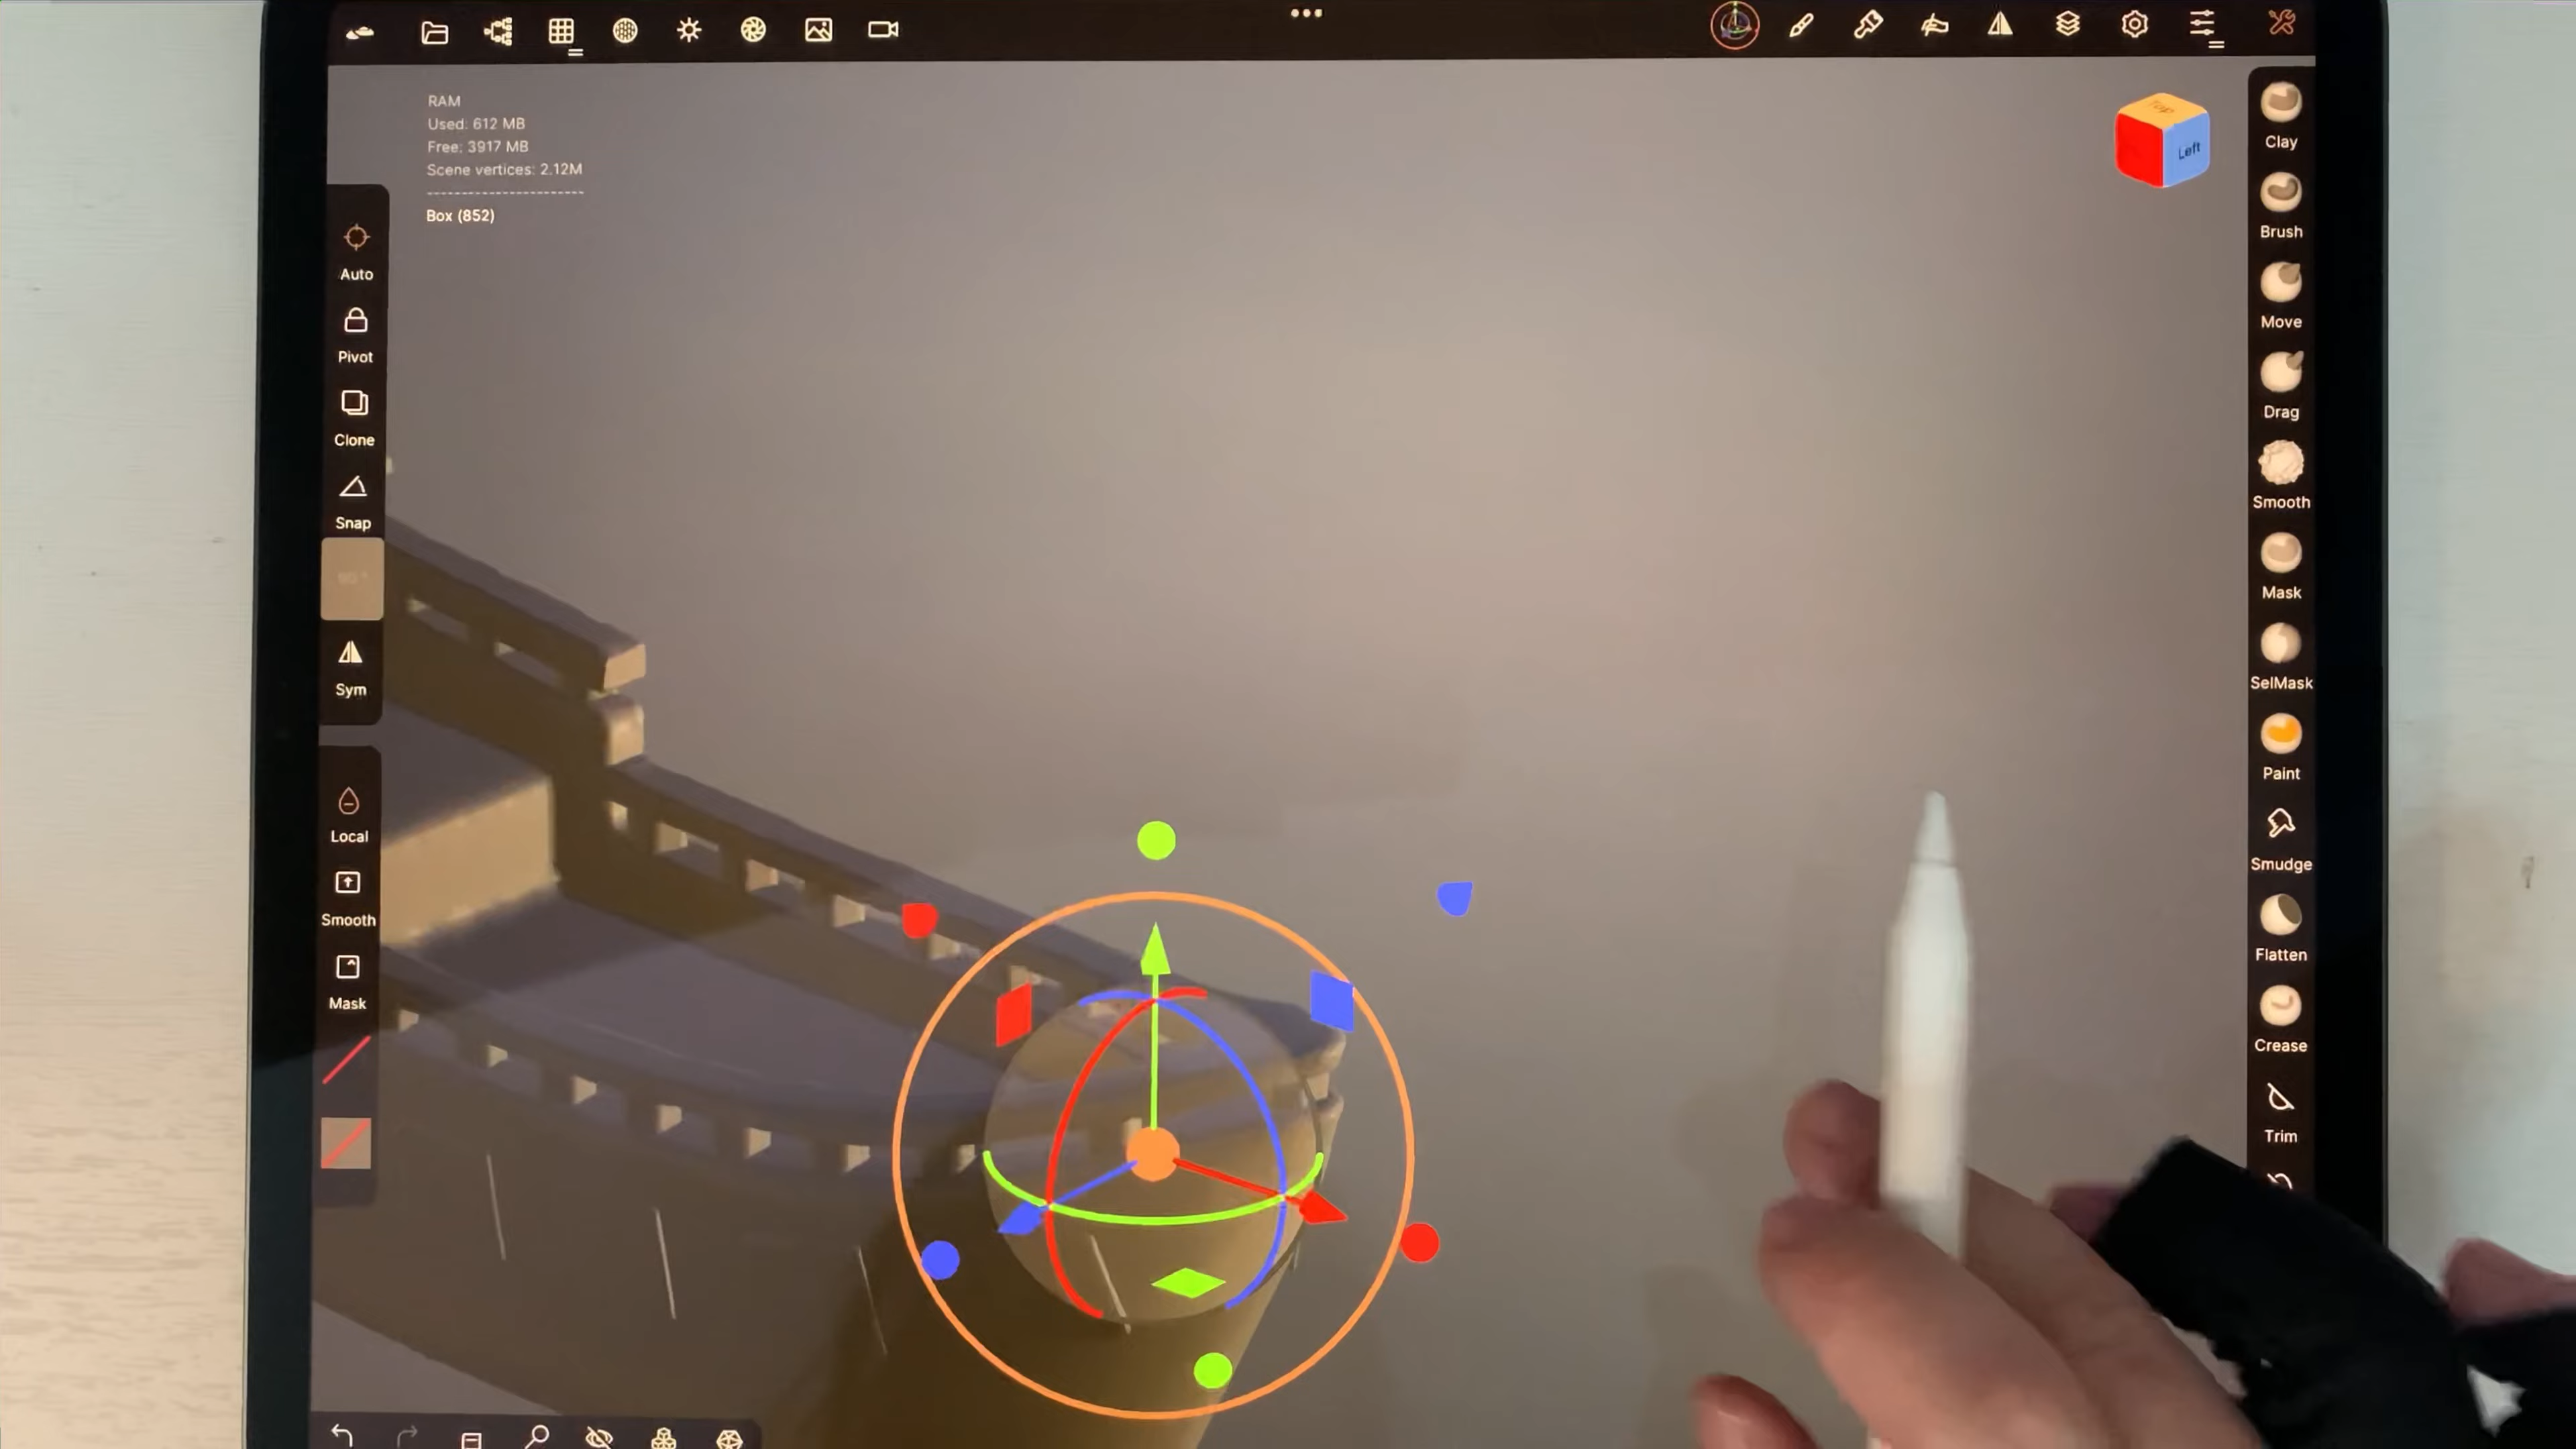 RAM
Used: 612 MB
Free: 3917 MB
Scene vertices: 2.12M
Box (852)
Top
Left
Auto
Pivot
Clone
Snap
Sym
Local
Smooth
Mask
Clay
Brush
Move
Drag
Smooth
Mask
SelMask
Paint
Smudge
Flatten
Crease
Trim